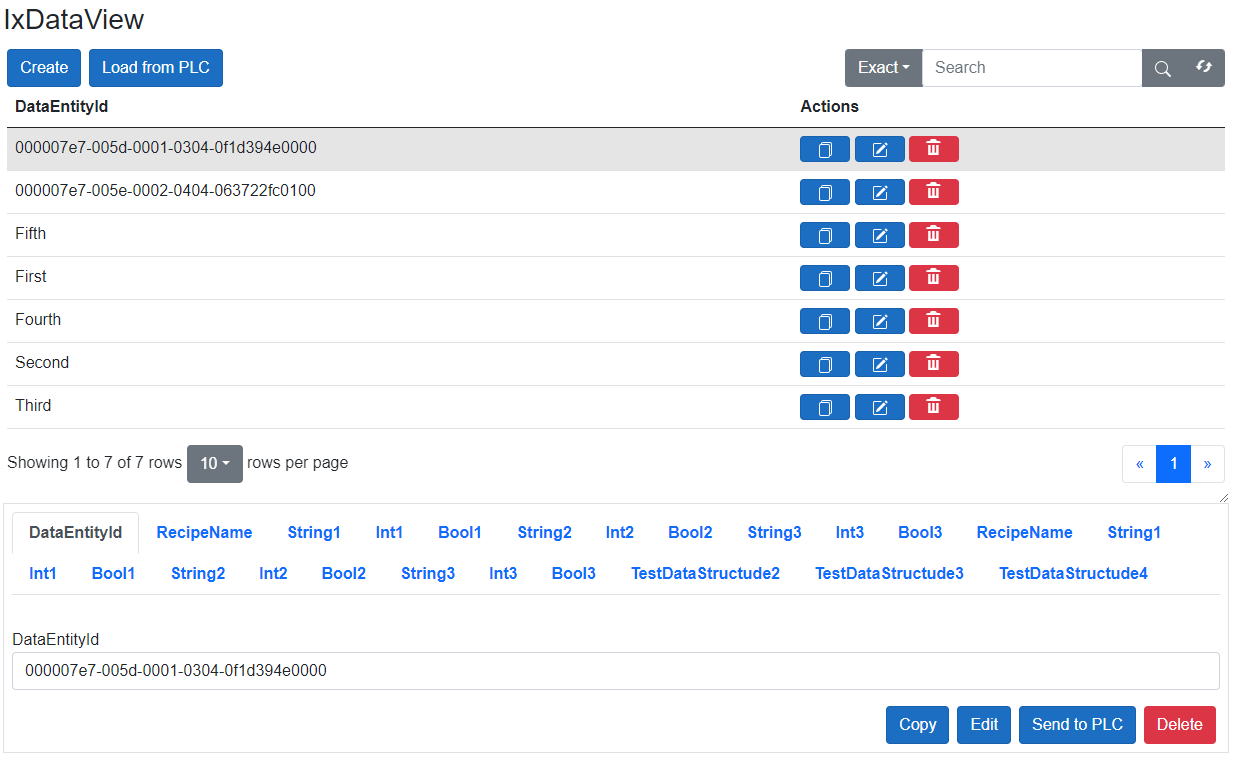 IxDataView
Create Load from PLC Exact Search
DataEntityId Actions
000007e7-005d-0001-0304-0f1d394e0000
000007e7-005e-0002-0404-063722fc0100
Fifth
First
Fourth
Second
Third
Showing 1 to 7 of 7 rows 10 rows per page « 1 »
DataEntityId RecipeName String1 Int1 Bool1 String2 Int2 Bool2 String3 Int3 Bool3 RecipeName String1
Int1 Bool1 String2 Int2 Bool2 String3 Int3 Bool3 TestDataStructude2 TestDataStructude3 TestDataStructude4
DataEntityId
000007e7-005d-0001-0304-0f1d394e0000
Copy Edit Send to PLC Delete